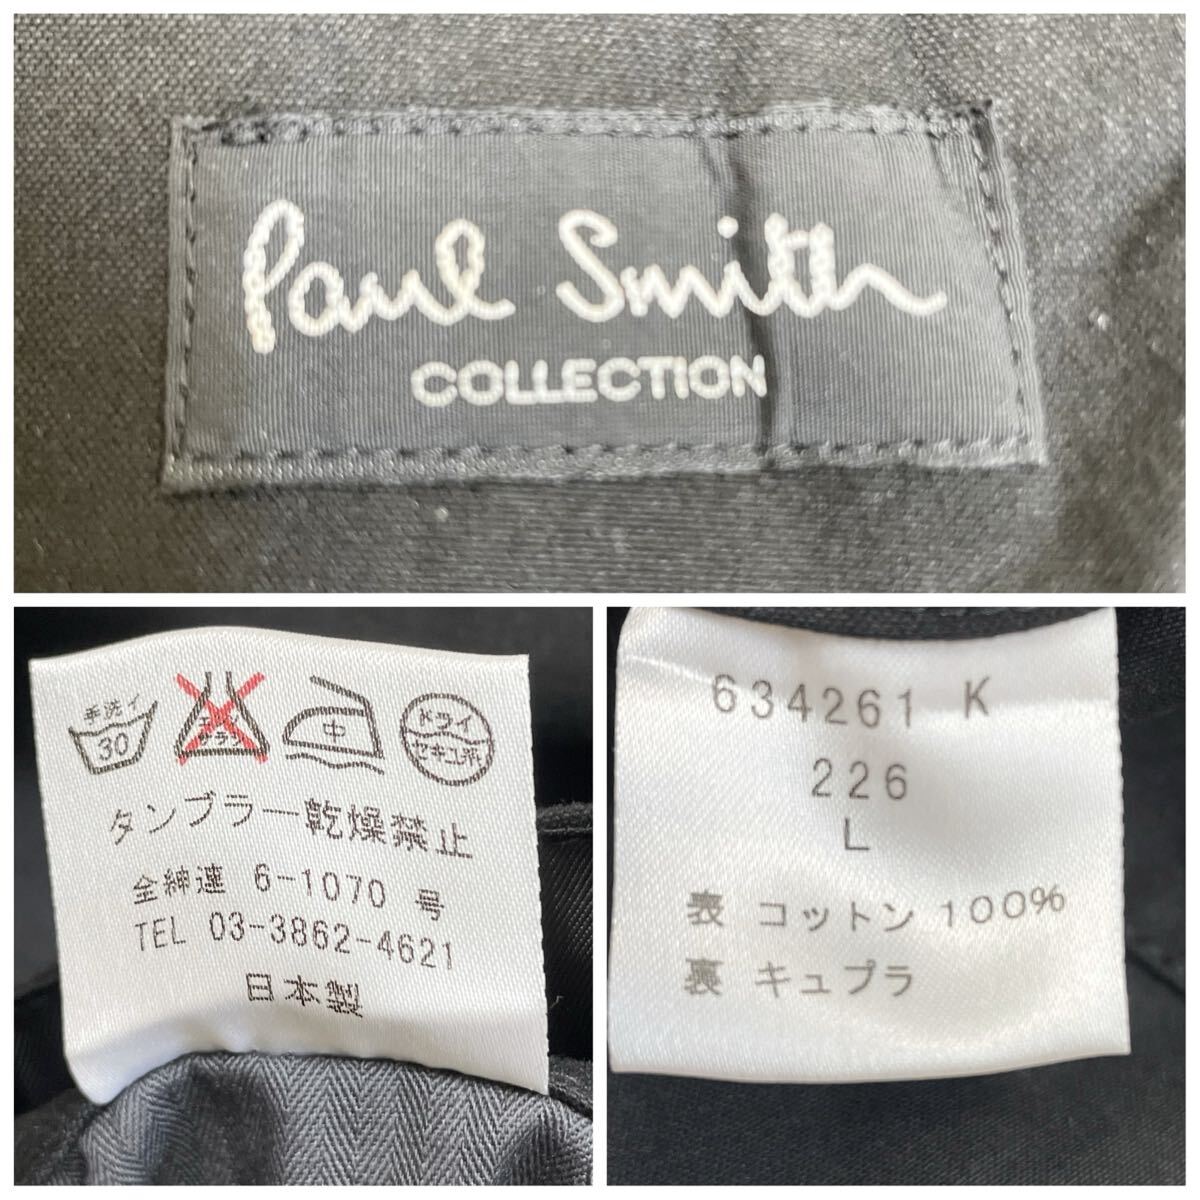 Paul Smith
COLLECTION
手洗イ
30
エンソ
サラシ
中
ドライ
セキユ系
タンブラー乾燥禁止
全紳連 6-1070 号
TEL 03-3862-4621
日本製
634261 K
226
L
表 コットン 100%
裏 キュプラ